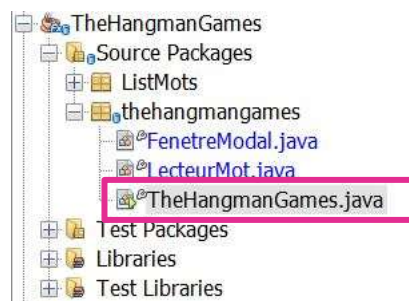 TheHangmanGames
Source Packages
ListMots
thehangmangames
FenetreModal.java
LecteurMot.java
TheHangmanGames.java
Test Packages
Libraries
Test Libraries